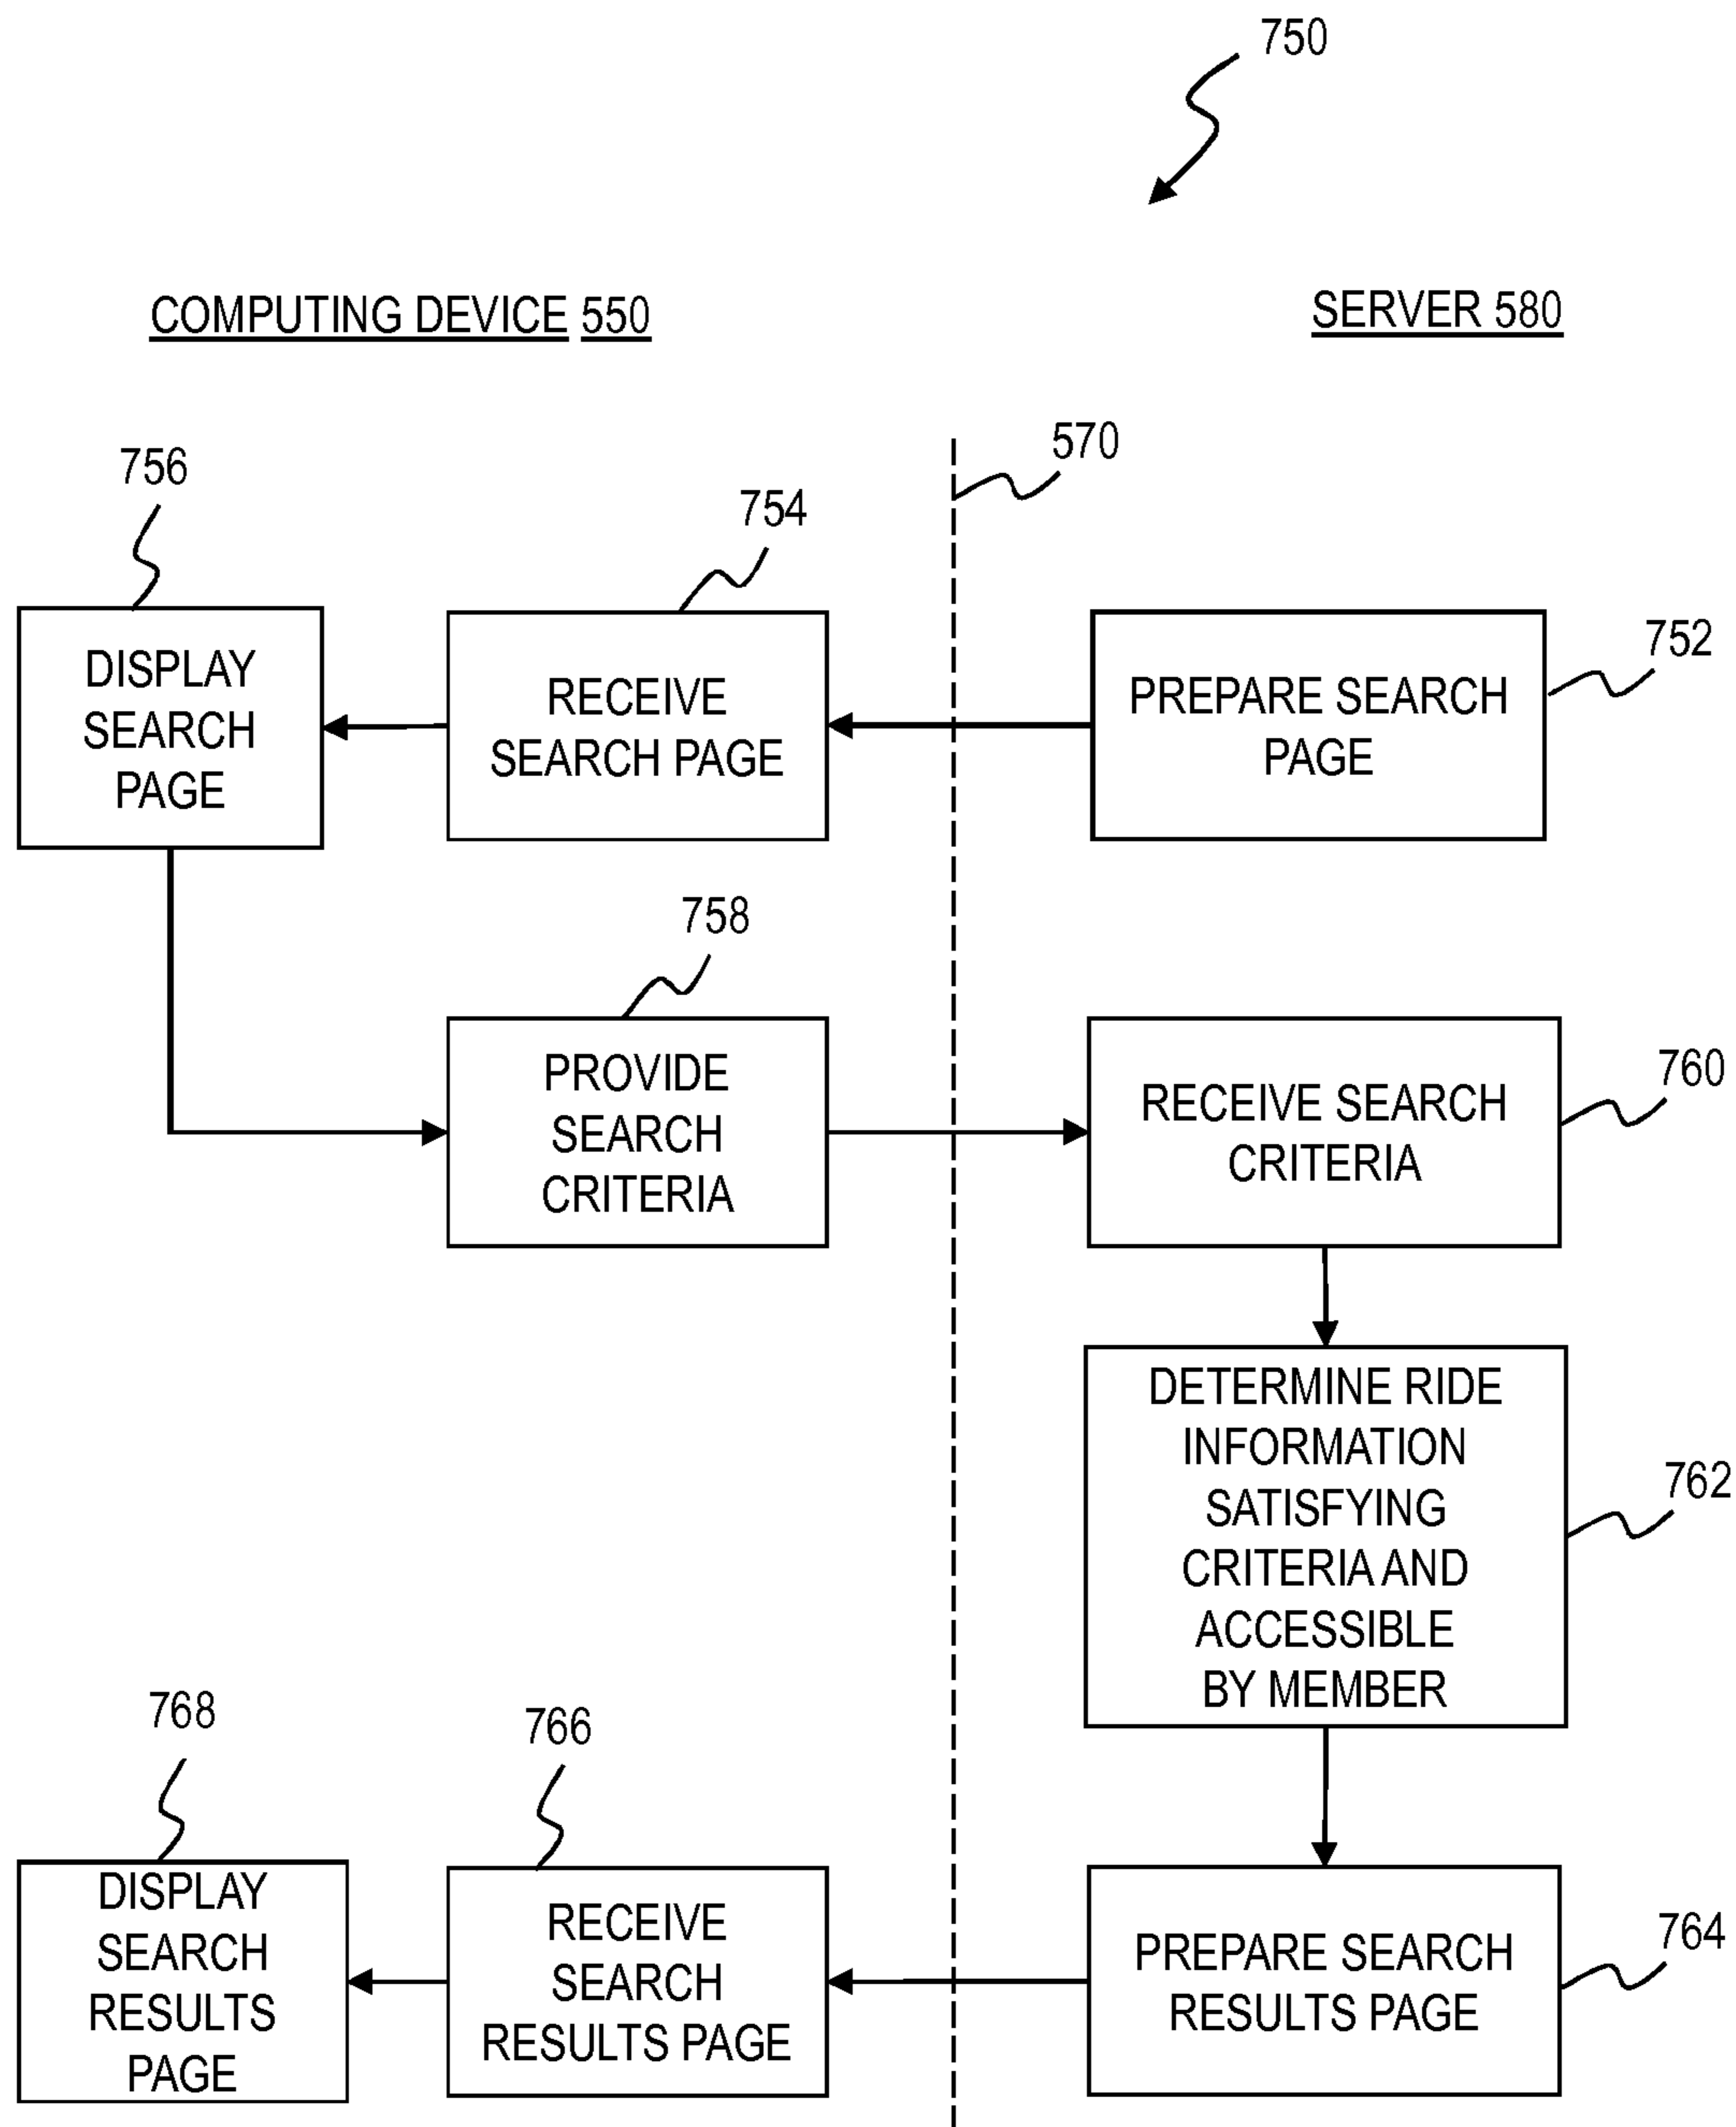 750
COMPUTING DEVICE 550
SERVER 580
570
756
754
752
DISPLAY
SEARCH
PAGE
RECEIVE
SEARCH PAGE
PREPARE SEARCH
PAGE
758
760
PROVIDE
SEARCH
CRITERIA
RECEIVE SEARCH
CRITERIA
762
DETERMINE RIDE
INFORMATION
SATISFYING
CRITERIA AND
ACCESSIBLE
BY MEMBER
768
766
764
DISPLAY
SEARCH
RESULTS
PAGE
RECEIVE
SEARCH
RESULTS PAGE
PREPARE SEARCH
RESULTS PAGE